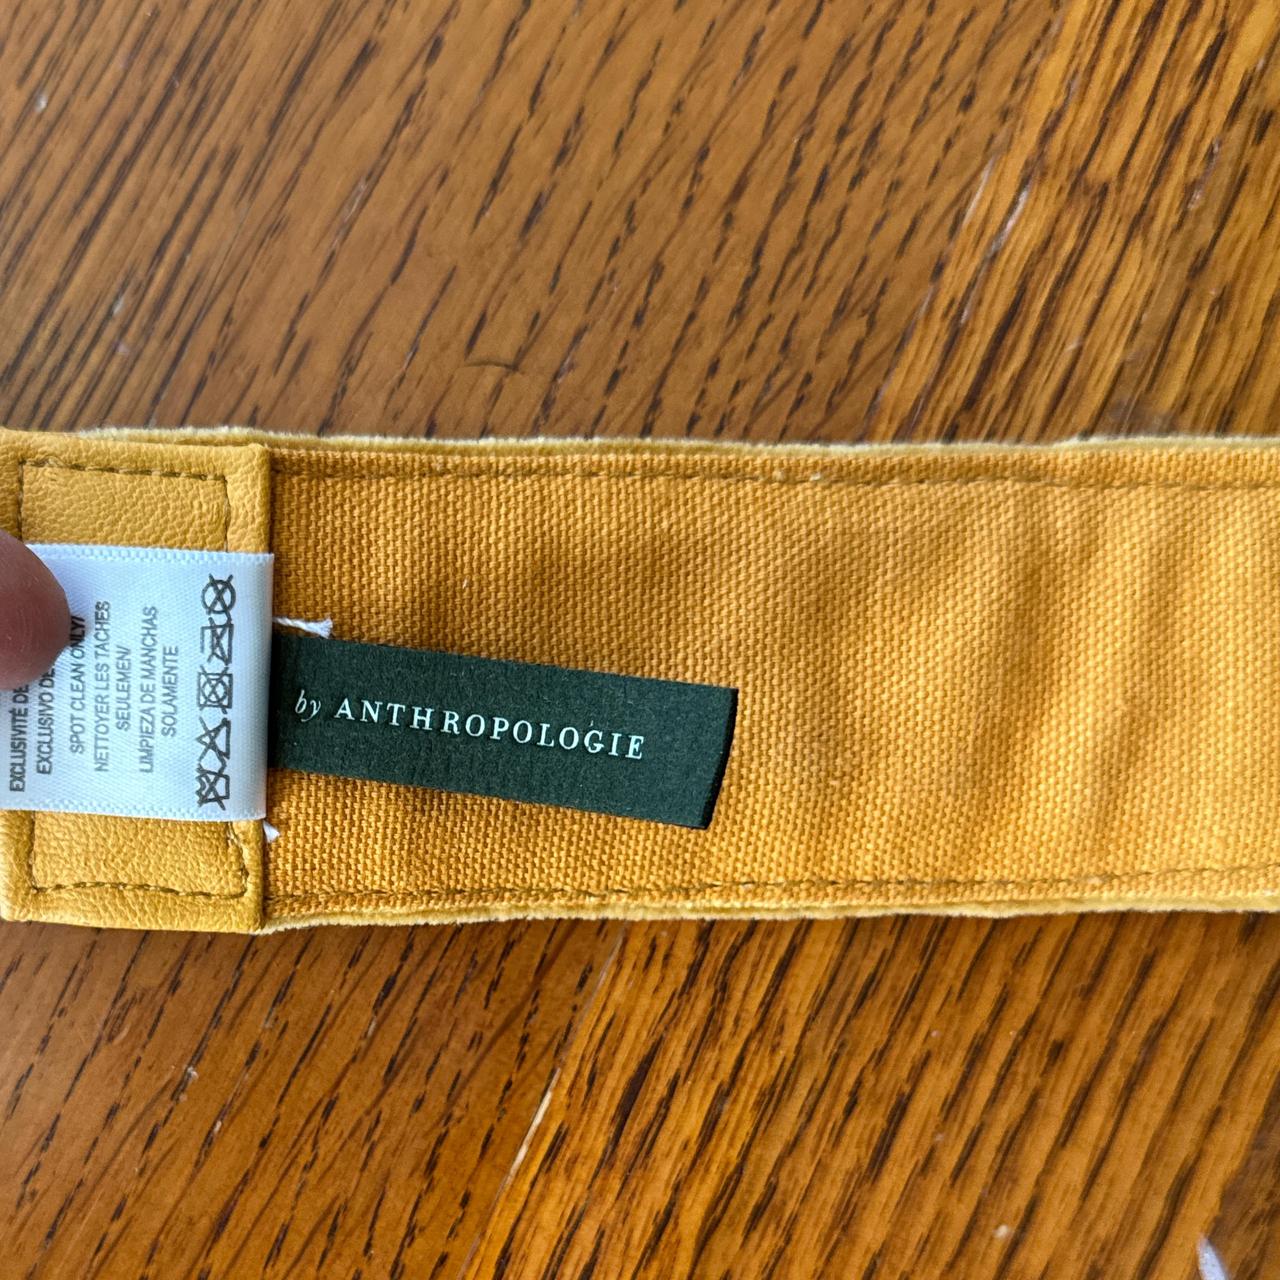 EXCLUSIVITÉ DE
EXCLUSIVO DE
SPOT CLEAN ONLY/
NETTOYER LES TACHES
SEULEMEN/
LIMPIEZA DE MANCHAS
SOLAMENTE
by ANTHROPOLOGIE